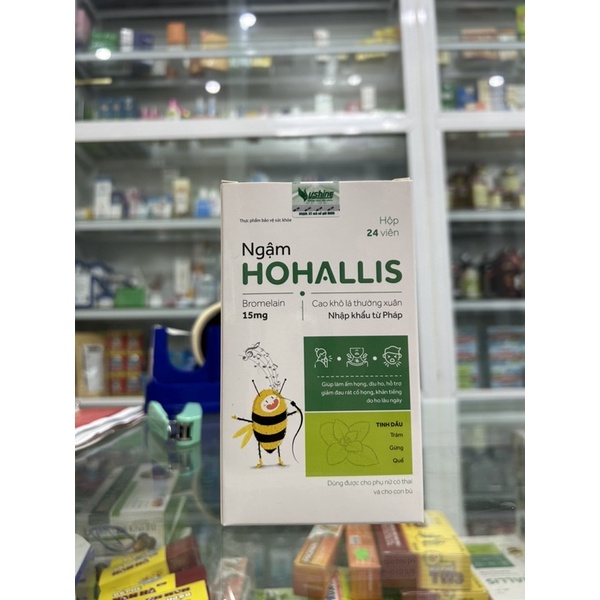 ushine
Thực phẩm bảo vệ sức khỏe
Hộp
24 viên
Ngậm
HOHALLIS
Bromelain
15mg
Cao khô lá thường xuân
Nhập khẩu từ Pháp
Giúp làm ấm họng, dịu ho, hỗ trợ
giảm đau rát cổ họng, khản tiếng
do ho lâu ngày
TINH DẦU
Tràm
Gừng
Quế
Dùng được cho phụ nữ có thai
và cho con bú